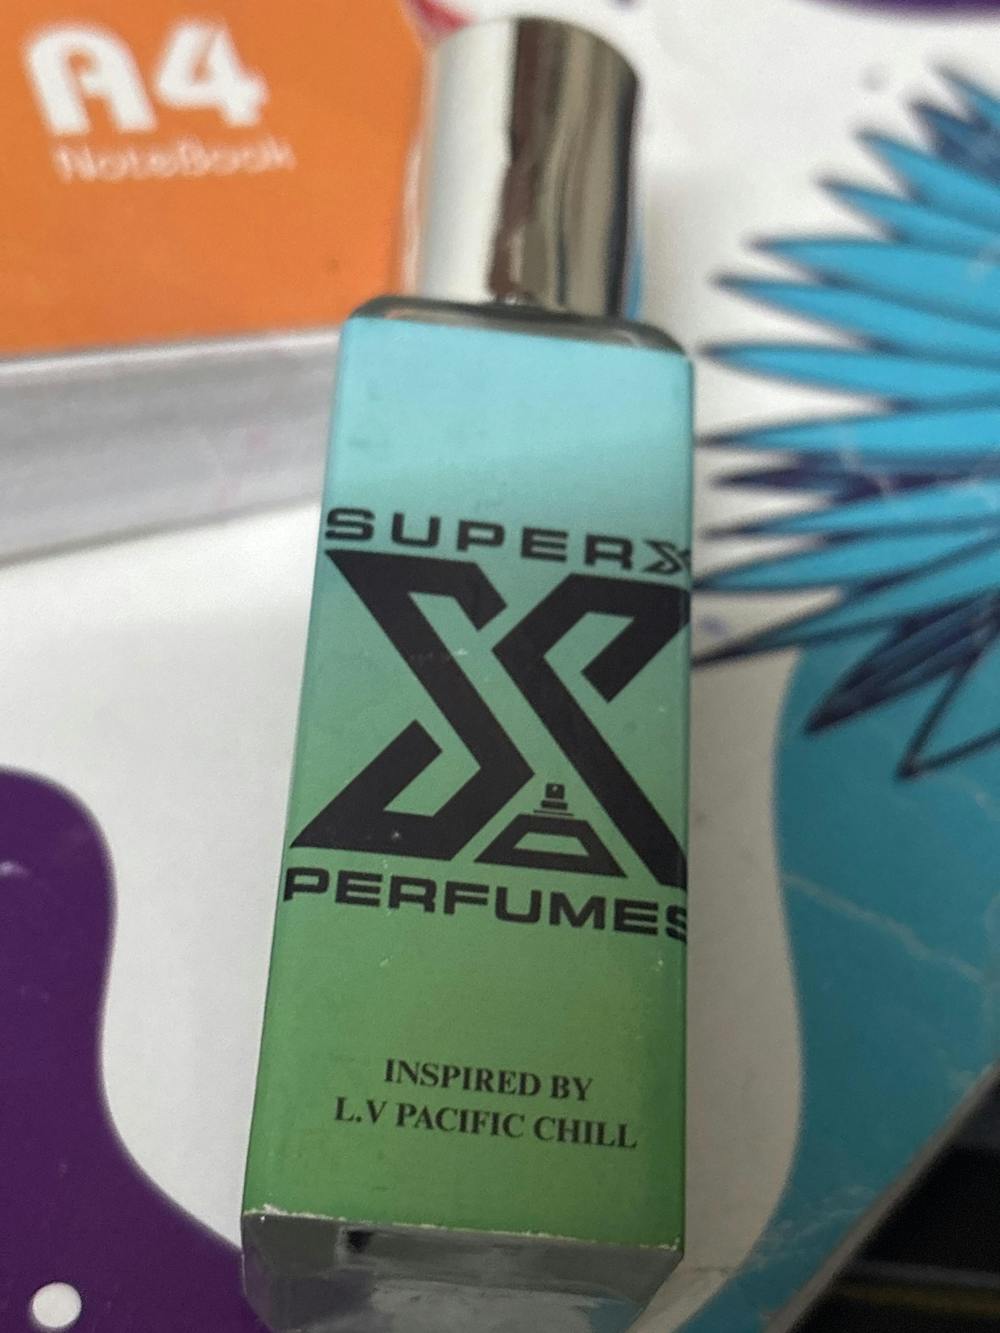 A4
NoteBook
SUPERX
PERFUMES
INSPIRED BY
L.V PACIFIC CHILL